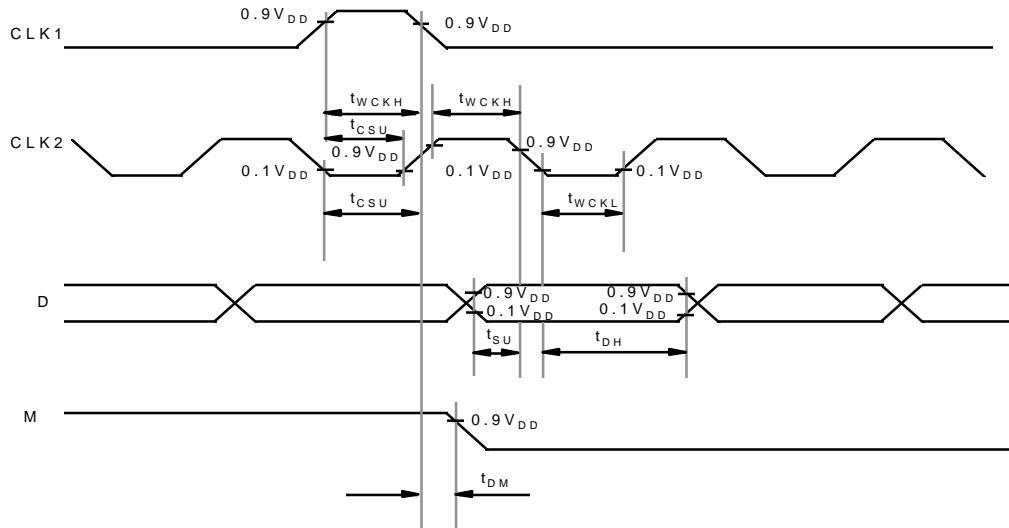 0.9VDD
CLK1
0.9VDD
tWCKH
tWCKH
tCSU
CLK2
0.9VDD
0.9VDD
0.1VDD
0.1VDD
0.1VDD
tCSU
tWCKL
D
0.9VDD
0.9VDD
0.1VDD
0.1VDD
tSU
tDH
M
0.9VDD
tDM